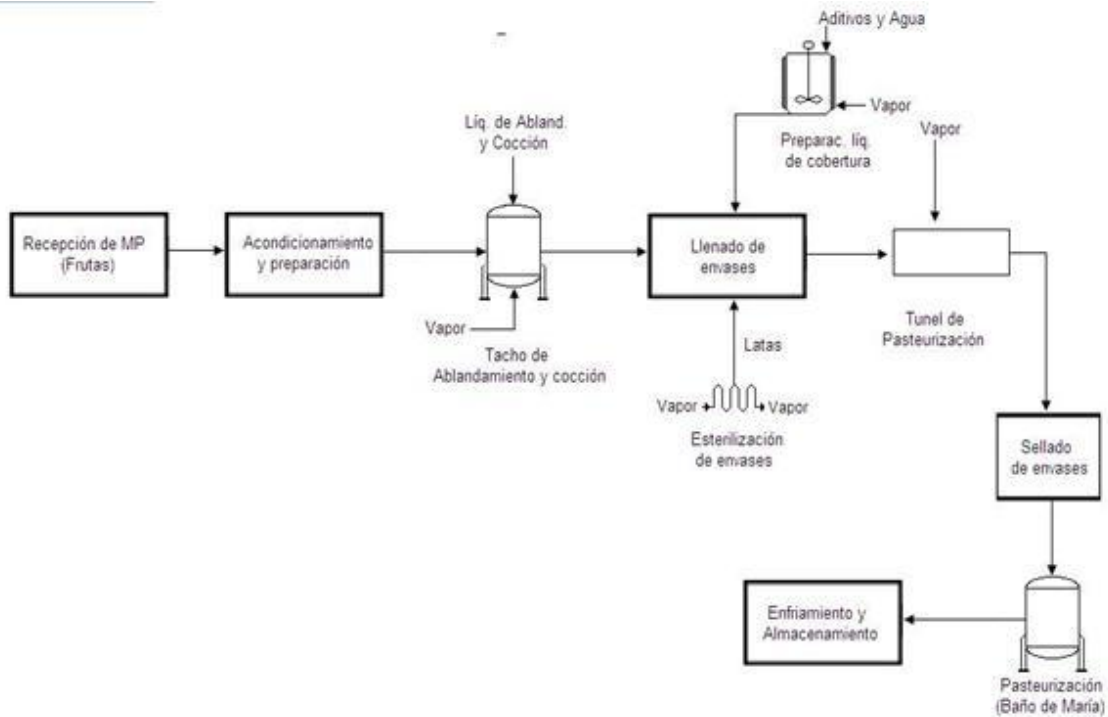 Aditivos y Agua
Vapor
Preparac. líq.
de cobertura
Vapor
Líq. de Abland.
y Cocción
Recepción de MP
(Frutas)
Acondicionamiento
y preparación
Vapor
Tacho de
Ablandamiento y cocción
Llenado de
envases
Latas
Vapor
Vapor
Esterilización
de envases
Tunel de
Pasteurización
Sellado
de envases
Pasteurización
(Baño de María)
Enfriamiento y
Almacenamiento